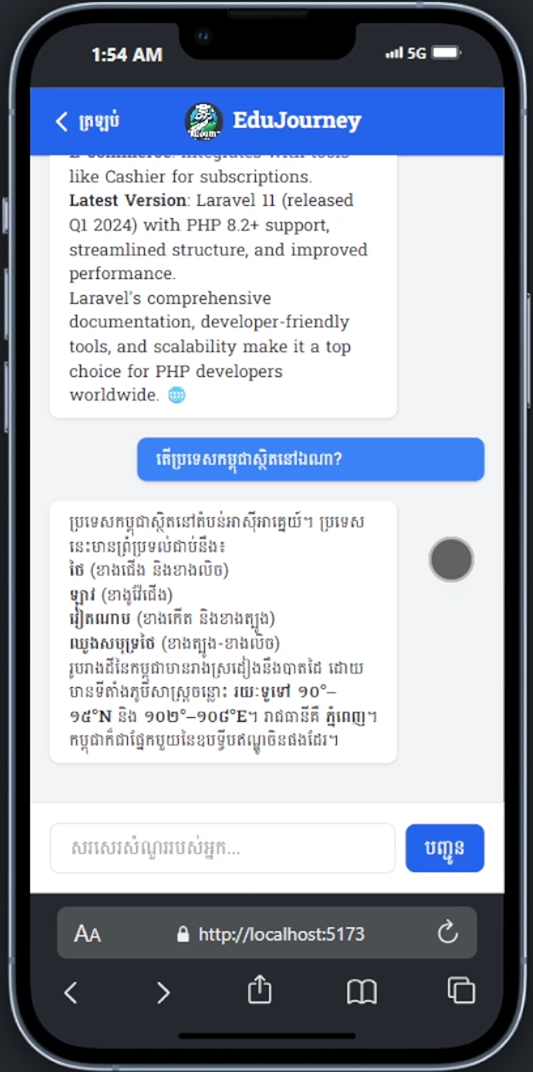 1:54 AM
5G
ត្រឡប់
EduJourney
like Cashier for subscriptions.
Latest Version: Laravel 11 (released
Q1 2024) with PHP 8.2+ support,
streamlined structure, and improved
performance.
Laravel's comprehensive
documentation, developer-friendly
tools, and scalability make it a top
choice for PHP developers
worldwide. 🌐
តើប្រទេសកម្ពុជាស្ថិតនៅឯណា?
ប្រទេសកម្ពុជាស្ថិតនៅតំបន់អាស៊ីអាគ្នេយ៍។ ប្រទេស
នេះមានព្រំប្រទល់ជាប់នឹង៖
ថៃ (ខាងជើង និងខាងលិច)
ឡាវ (ខាងវ៉ៃជើង)
វៀតណាម (ខាងកើត និងខាងត្បូង)
ឈូងសមុទ្រថៃ (ខាងត្បូង-ខាងលិច)
រូបរាងដីនៃកម្ពុជាមានរាងស្រដៀងនឹងបាតដៃ ដោយ
មានទីតាំងភូមិសាស្ត្រចន្លោះ រយៈទូទៅ ១០°–
១៥°N និង ១០២°–១០៨°E។ រាជធានីគឺ ភ្នំពេញ។
កម្ពុជាក៏ជាផ្នែកមួយនៃឧបទ្វីបឥណ្ឌូចិនផងដែរ។
សរសេរសំណួររបស់អ្នក...
បញ្ជូន
AA
http://localhost:5173